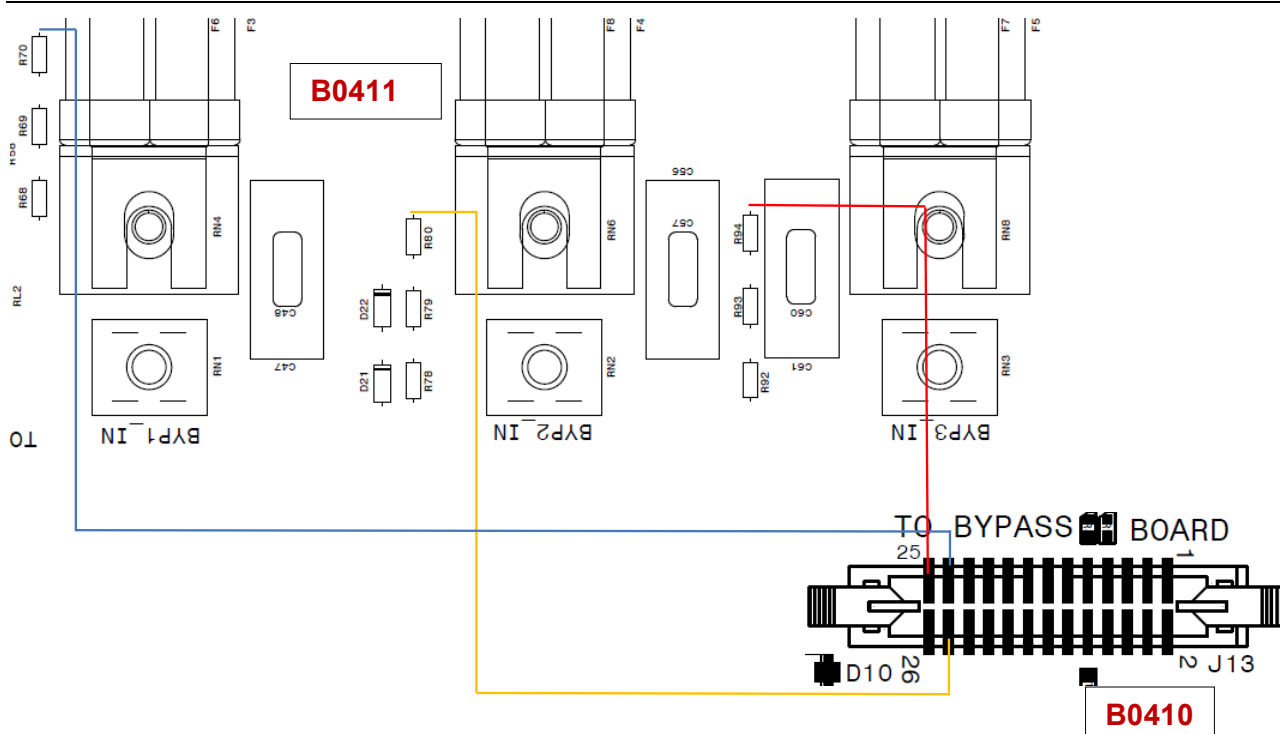 F6
F3
F8
F4
F7
F5
R70
B0411
R69
R68
RN4
RN6
RN8
C56
C57
R80
R94
RL2
D22
R79
R93
C48
C60
RN1
RN2
RN3
C47
D21
R78
R92
C61
TO
BYP1_IN
BYP2_IN
BYP3_IN
TO BYPASS BOARD
25
1
D10
26
2
J13
B0410